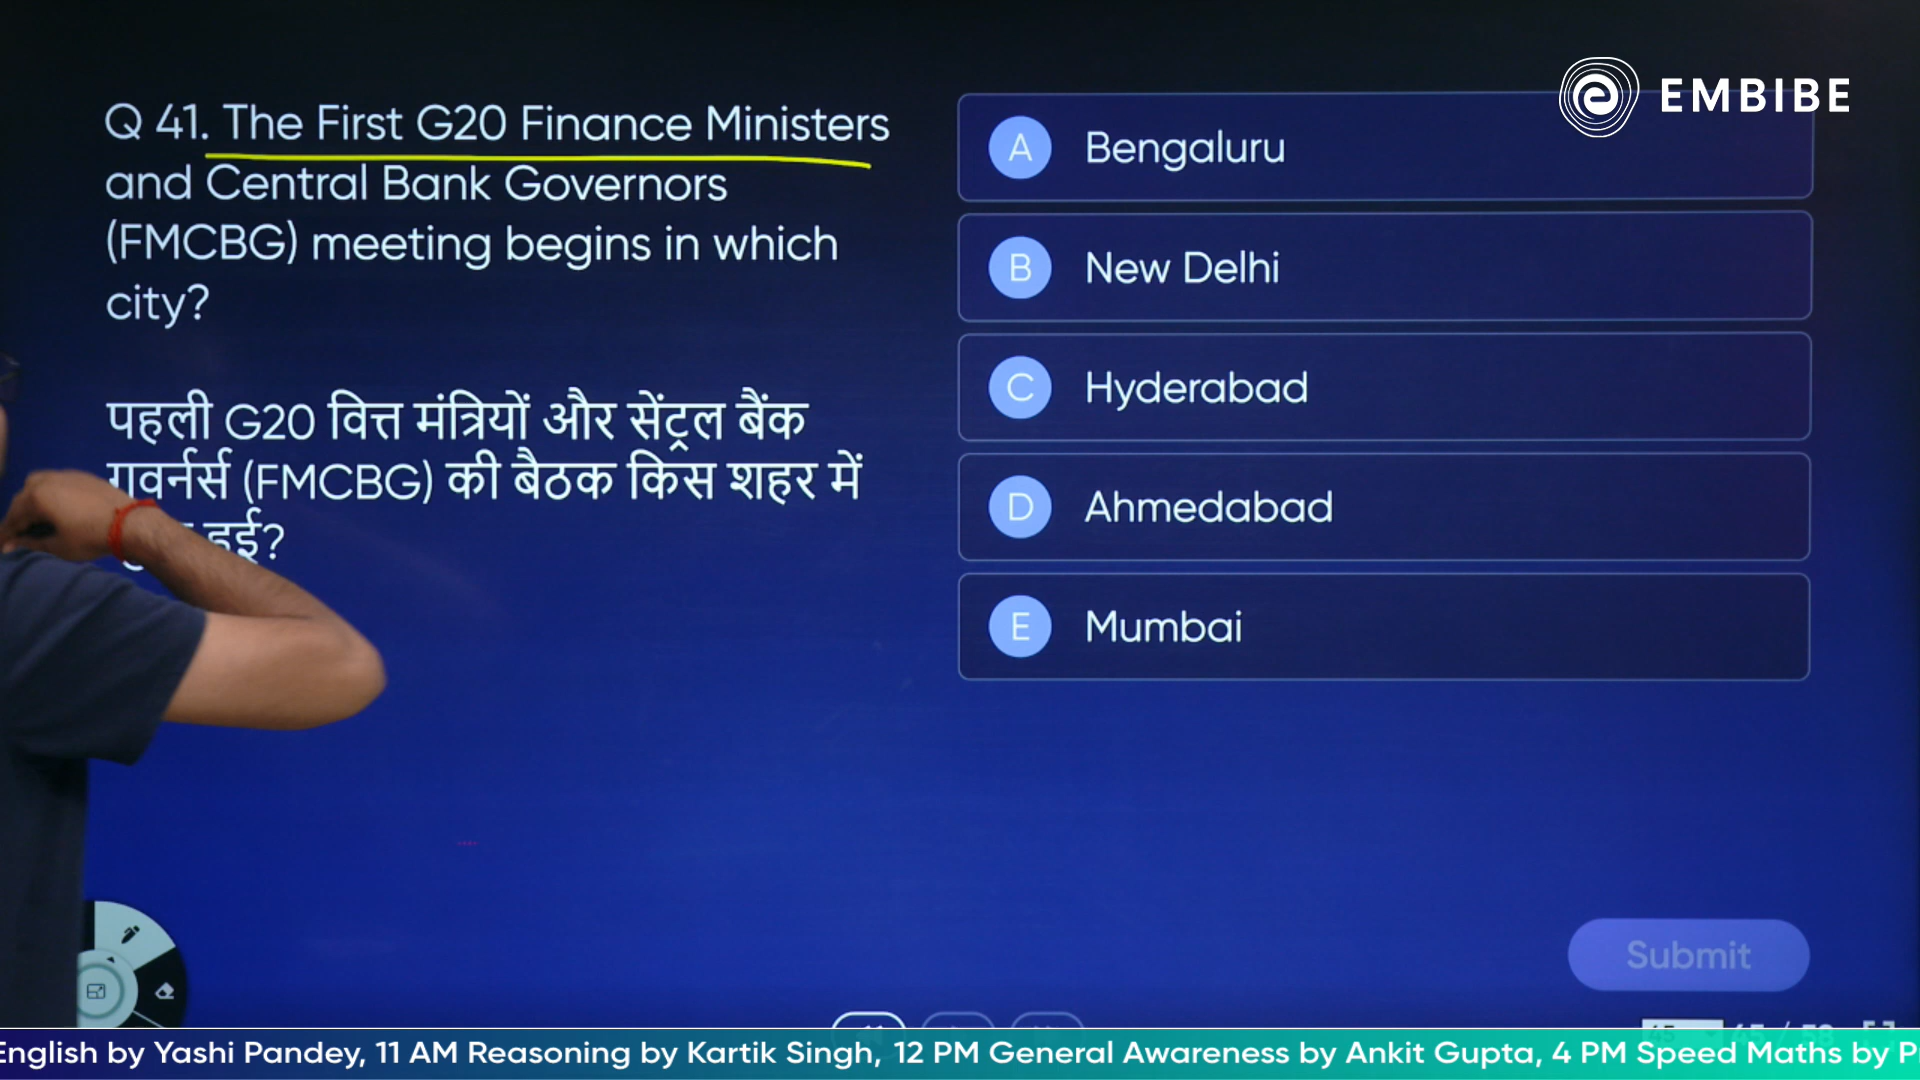 EMBIBE
Q 41. The First G20 Finance Ministers
and Central Bank Governors
(FMCBG) meeting begins in which
city?
पहली G20 वित्त मंत्रियों और सेंट्रल बैंक
गवर्नर्स (FMCBG) की बैठक किस शहर में
हुई?
A Bengaluru
B New Delhi
C Hyderabad
D Ahmedabad
E Mumbai
Submit
English by Yashi Pandey, 11 AM Reasoning by Kartik Singh, 12 PM General Awareness by Ankit Gupta, 4 PM Speed Maths by